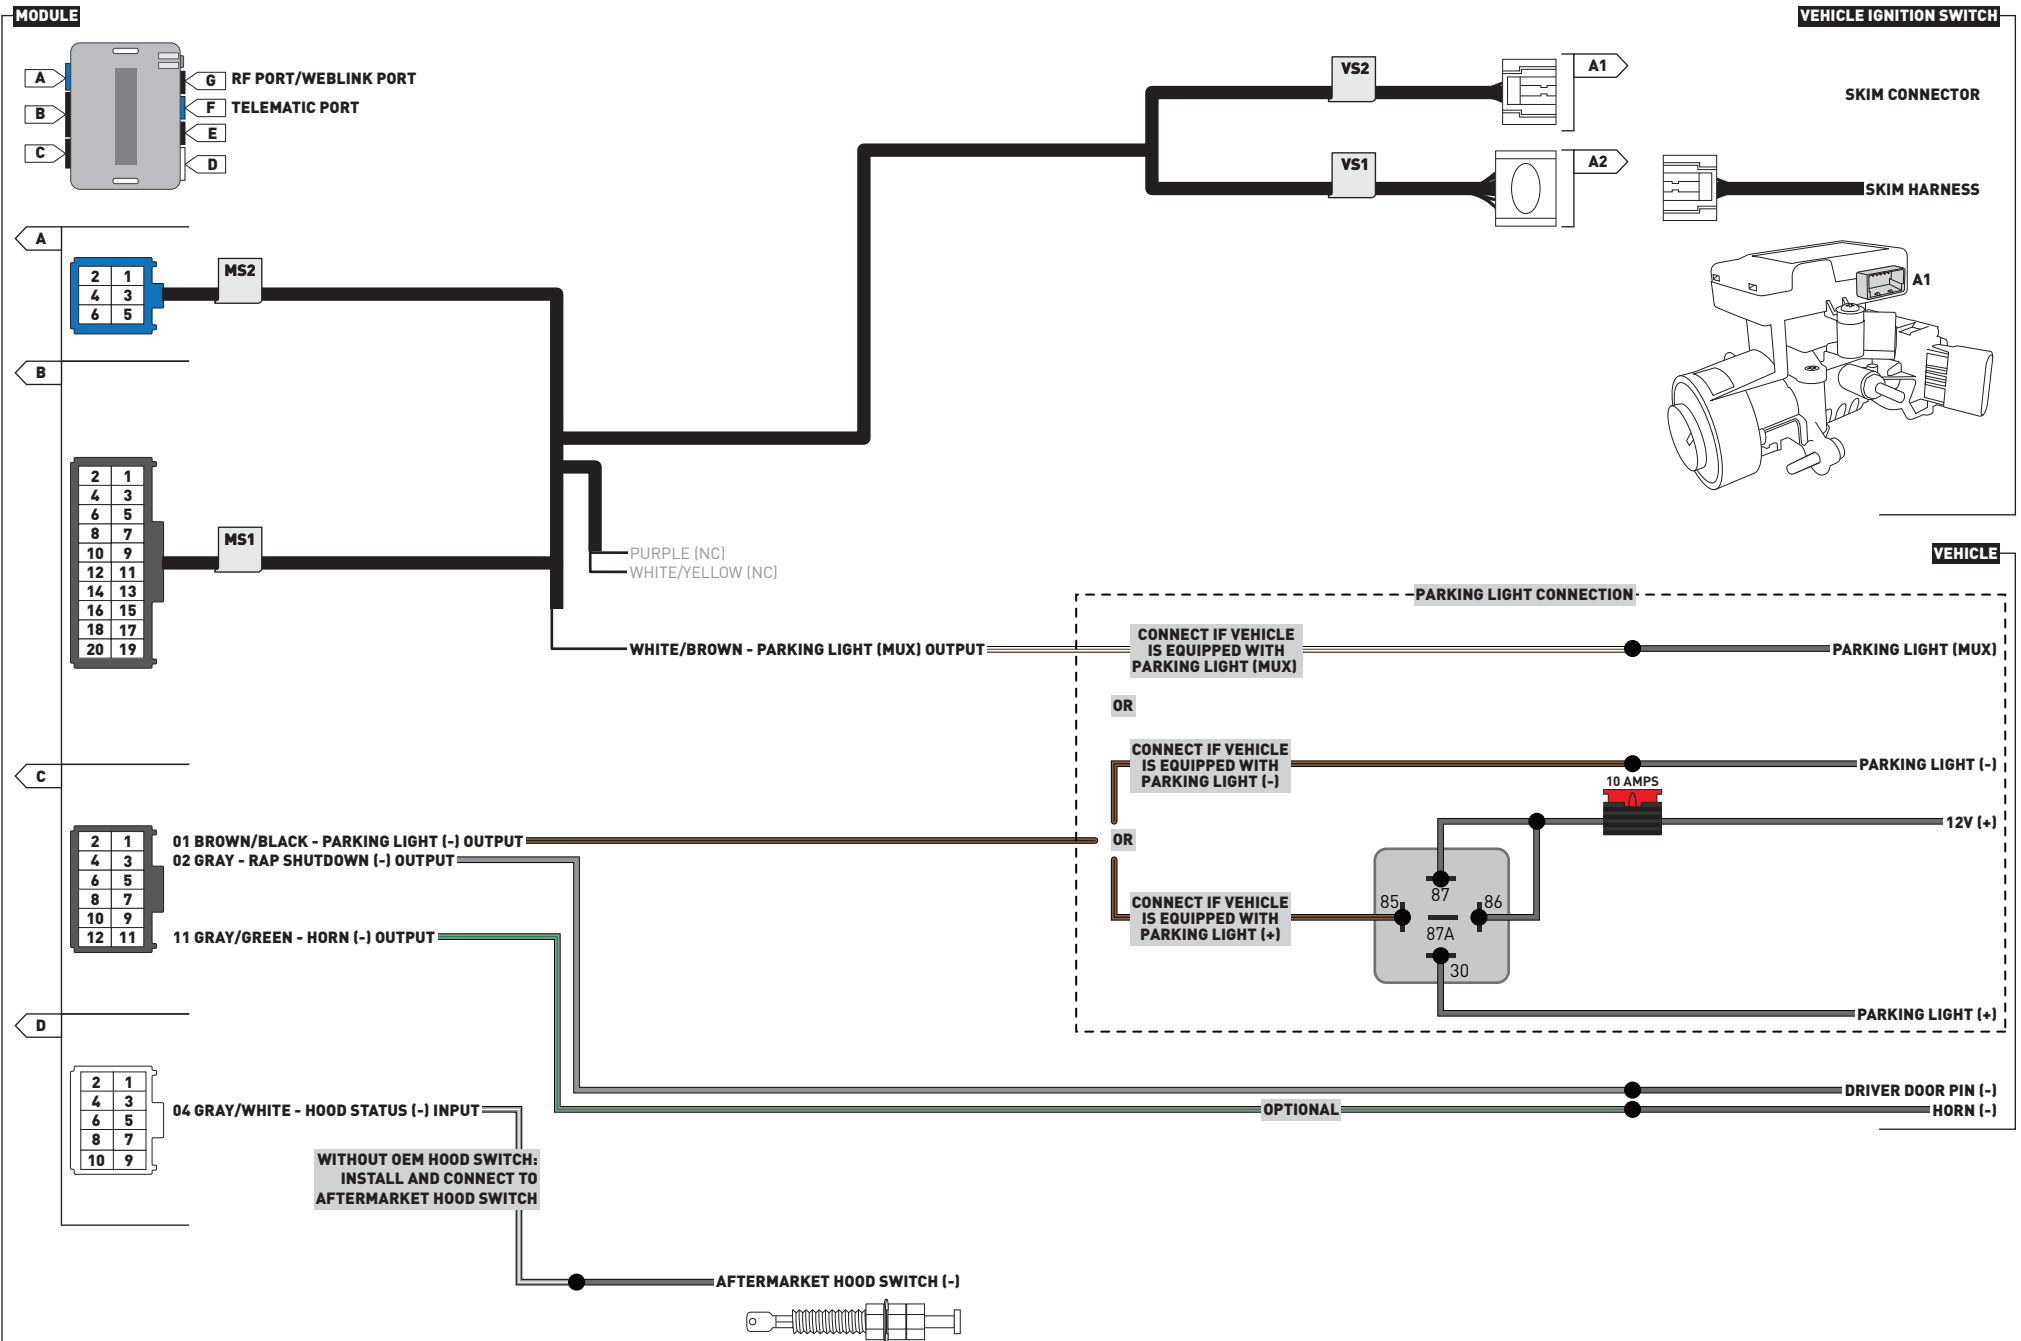 MODULE
VEHICLE IGNITION SWITCH
A
B
C
G RF PORT/WEBLINK PORT
F TELEMATIC PORT
E
D
VS2
A1
SKIM CONNECTOR
VS1
A2
SKIM HARNESS
A1
A
2 1
4 3
6 5
MS2
B
2 1
4 3
6 5
8 7
10 9
12 11
14 13
16 15
18 17
20 19
MS1
PURPLE (NC)
WHITE/YELLOW (NC)
VEHICLE
PARKING LIGHT CONNECTION
WHITE/BROWN - PARKING LIGHT (MUX) OUTPUT
CONNECT IF VEHICLE
IS EQUIPPED WITH
PARKING LIGHT (MUX)
PARKING LIGHT (MUX)
OR
CONNECT IF VEHICLE
IS EQUIPPED WITH
PARKING LIGHT (-)
PARKING LIGHT (-)
10 AMPS
12V (+)
OR
CONNECT IF VEHICLE
IS EQUIPPED WITH
PARKING LIGHT (+)
85
87
86
87A
30
PARKING LIGHT (+)
C
2 1
4 3
6 5
8 7
10 9
12 11
01 BROWN/BLACK - PARKING LIGHT (-) OUTPUT
02 GRAY - RAP SHUTDOWN (-) OUTPUT
11 GRAY/GREEN - HORN (-) OUTPUT
DRIVER DOOR PIN (-)
OPTIONAL
HORN (-)
D
2 1
4 3
6 5
8 7
10 9
04 GRAY/WHITE - HOOD STATUS (-) INPUT
WITHOUT OEM HOOD SWITCH:
INSTALL AND CONNECT TO
AFTERMARKET HOOD SWITCH
AFTERMARKET HOOD SWITCH (-)